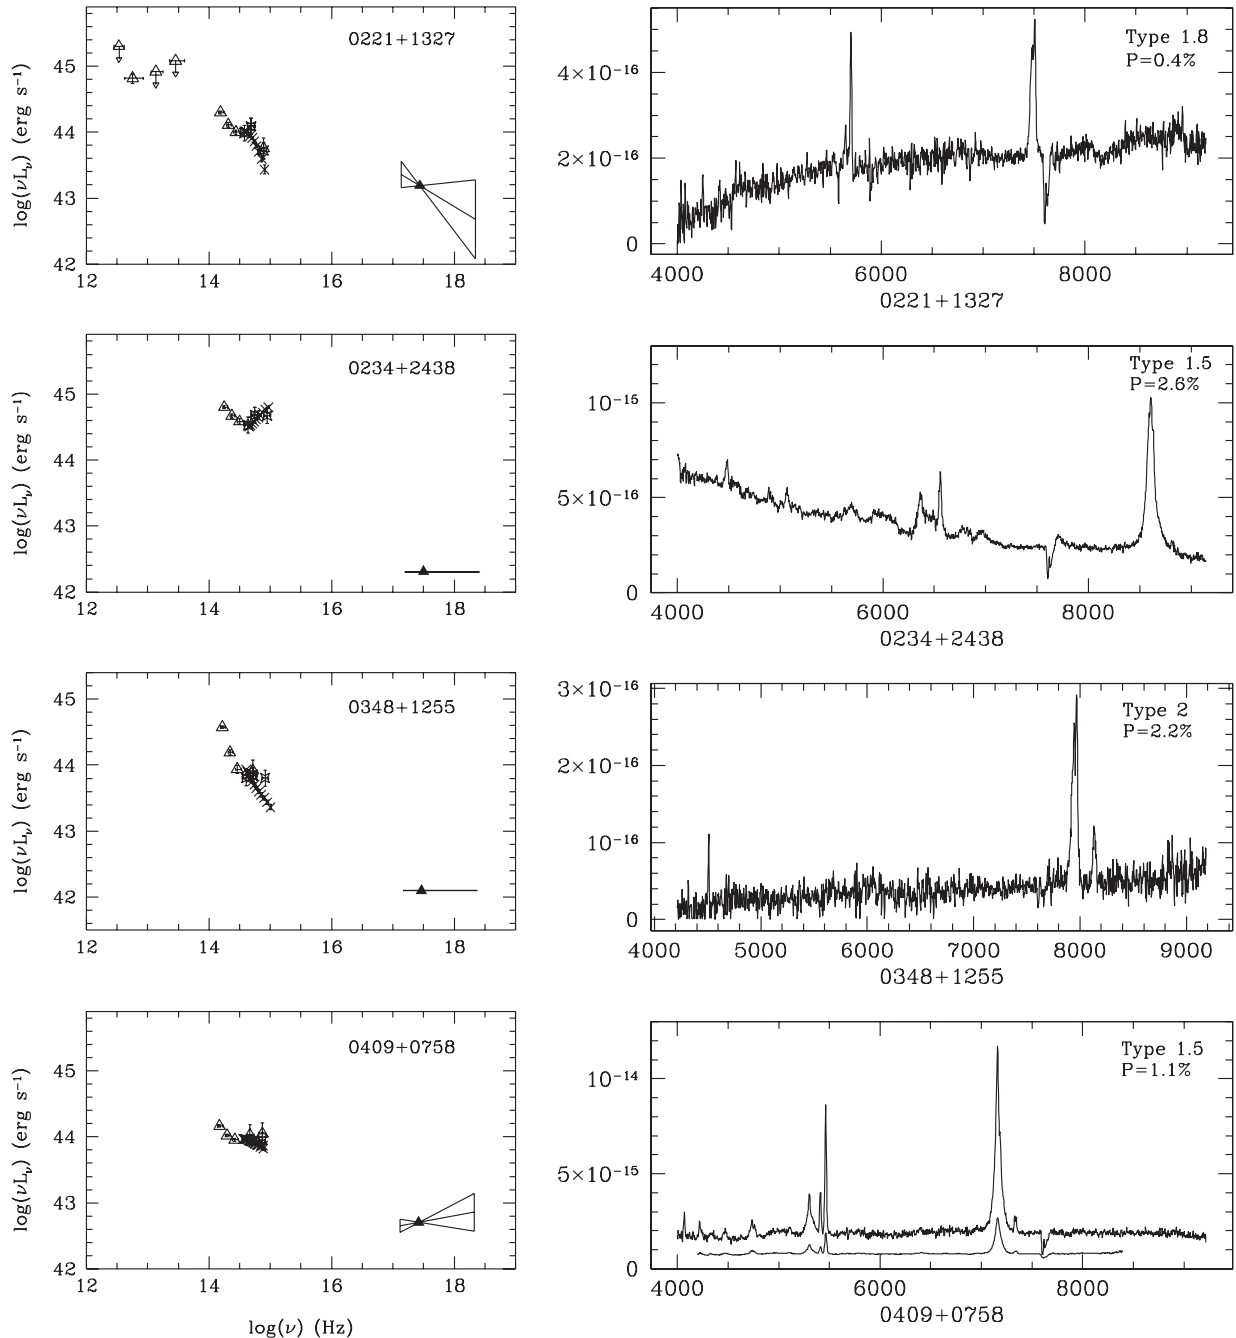 0221+1327
45
44
43
42
log(νLν) (erg s⁻¹)
12 14 16 18
Type 1.8
P=0.4%
4×10⁻¹⁶
2×10⁻¹⁶
0
4000 6000 8000
0221+1327
0234+2438
45
44
43
42
log(νLν) (erg s⁻¹)
12 14 16 18
Type 1.5
P=2.6%
10⁻¹⁵
5×10⁻¹⁶
0
4000 6000 8000
0234+2438
0348+1255
45
44
43
42
log(νLν) (erg s⁻¹)
12 14 16 18
3×10⁻¹⁶
Type 2
P=2.2%
2×10⁻¹⁶
10⁻¹⁶
0
4000 5000 6000 7000 8000 9000
0348+1255
0409+0758
45
44
43
42
log(νLν) (erg s⁻¹)
12 14 16 18
log(ν) (Hz)
Type 1.5
P=1.1%
10⁻¹⁴
5×10⁻¹⁵
0
4000 6000 8000
0409+0758